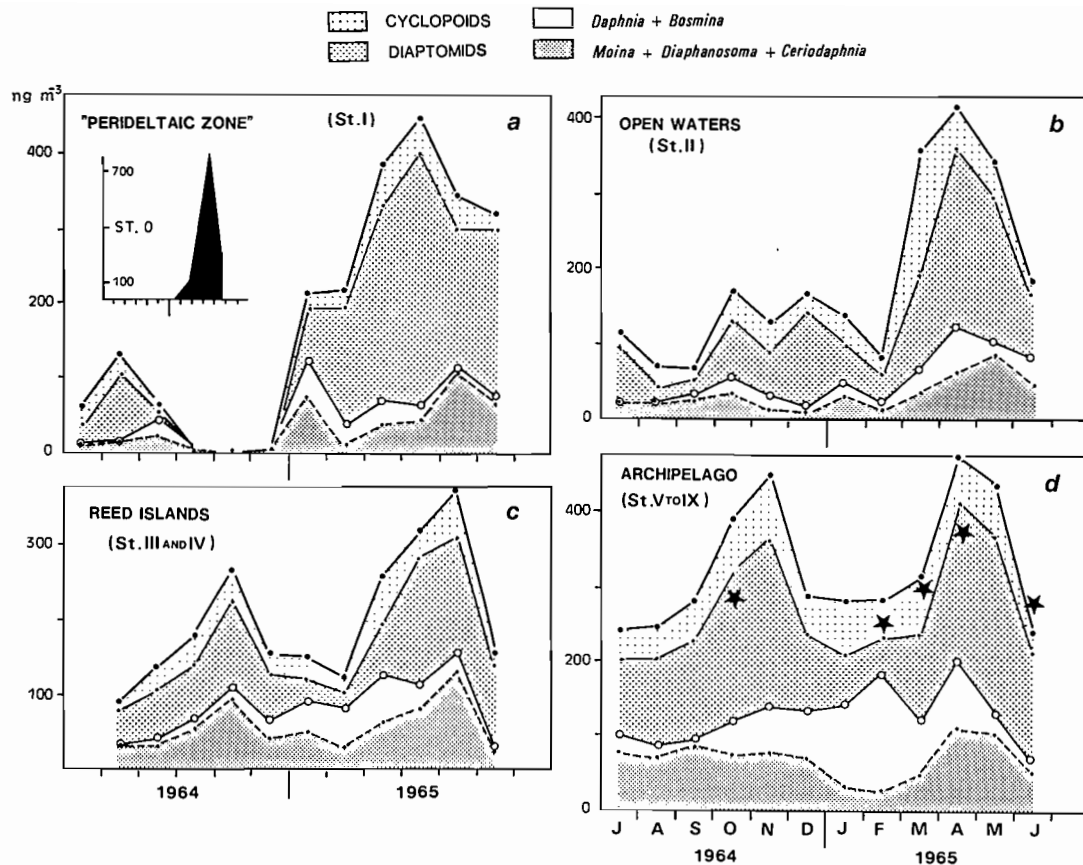 CYCLOPOIDS
DIAPTOMIDS
Daphnia + Bosmina
Moina + Diaphanosoma + Ceriodaphnia
ng m-3
"PERIDELTAIC ZONE"
(St.I)
a
700
ST. O
100
400
200
0
OPEN WATERS
(St.II)
b
400
200
0
REED ISLANDS
(St. III AND IV)
c
300
100
1964
1965
ARCHIPELAGO
(St. V TO IX)
d
400
200
0
J A S O N D J F M A M J
1964
1965